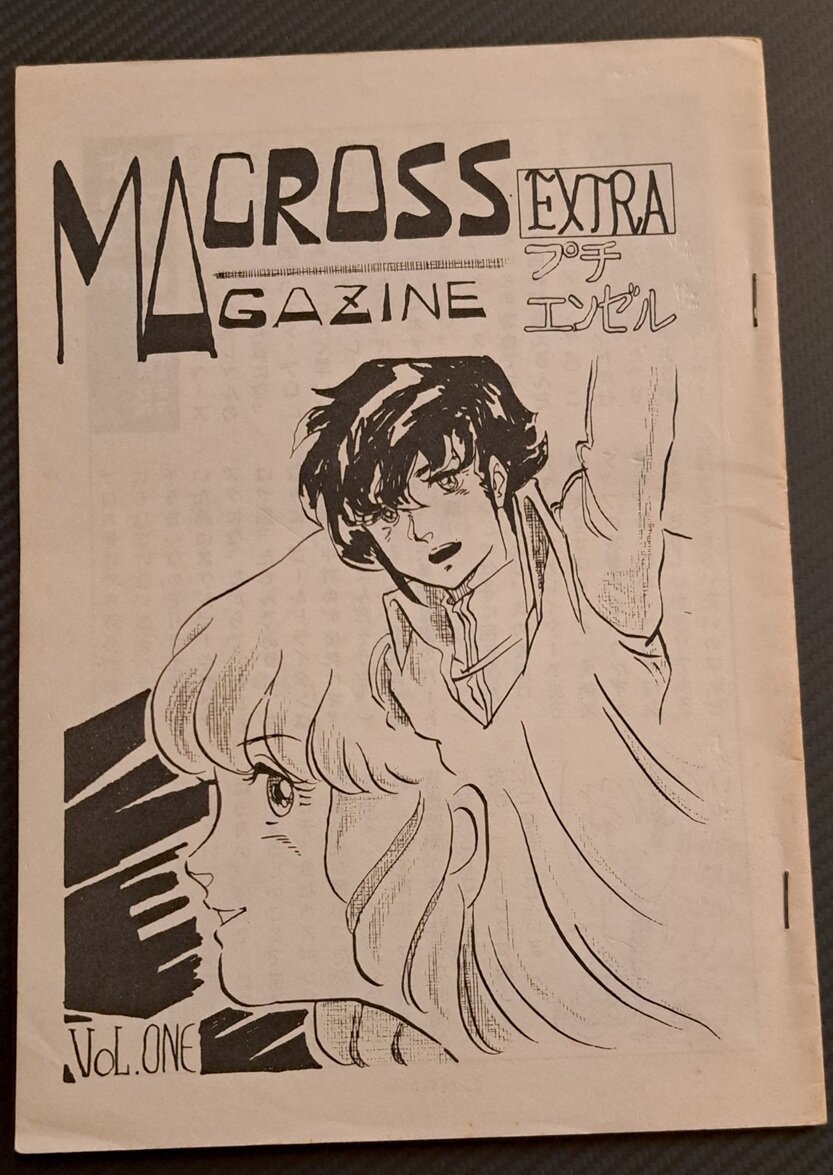 MACROSS
MAGAZINE
EXTRA
プチ
エンゼル
VOL.ONE